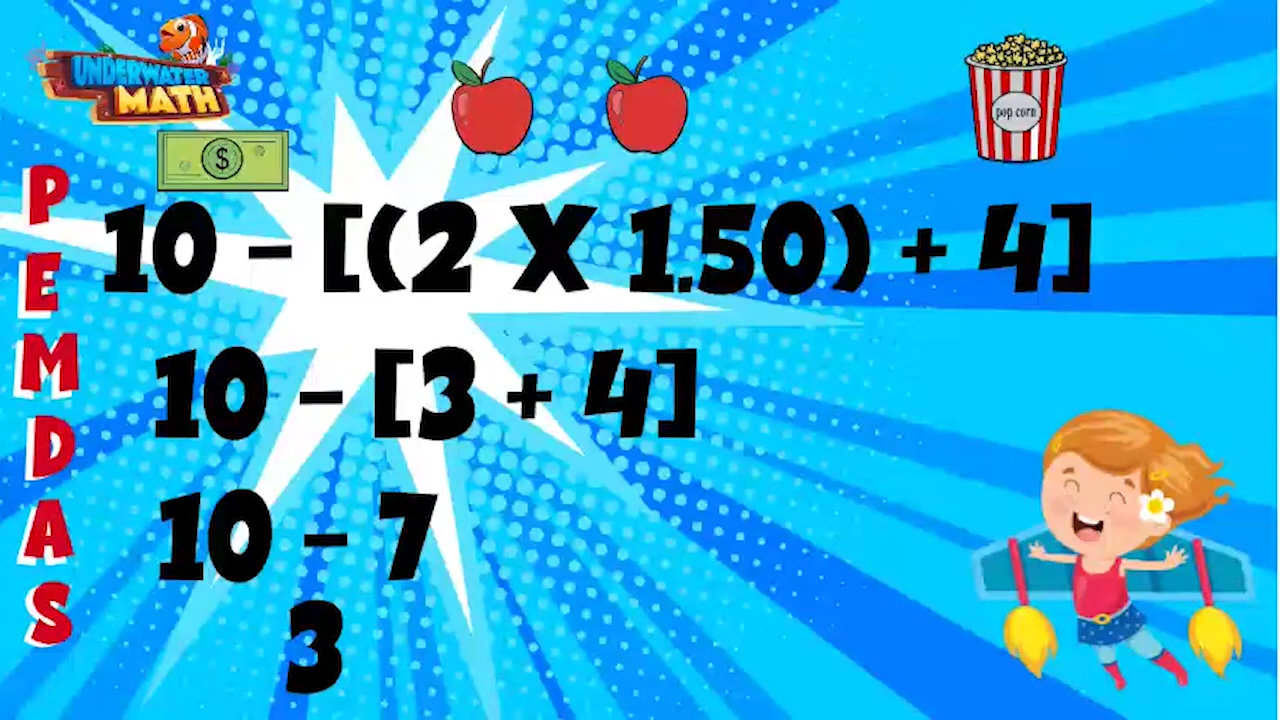 UNDERWATER
MATH
$
pop corn
PEMDAS
10 - [(2 X 1.50) + 4]
10 - [3 + 4]
10 - 7
3